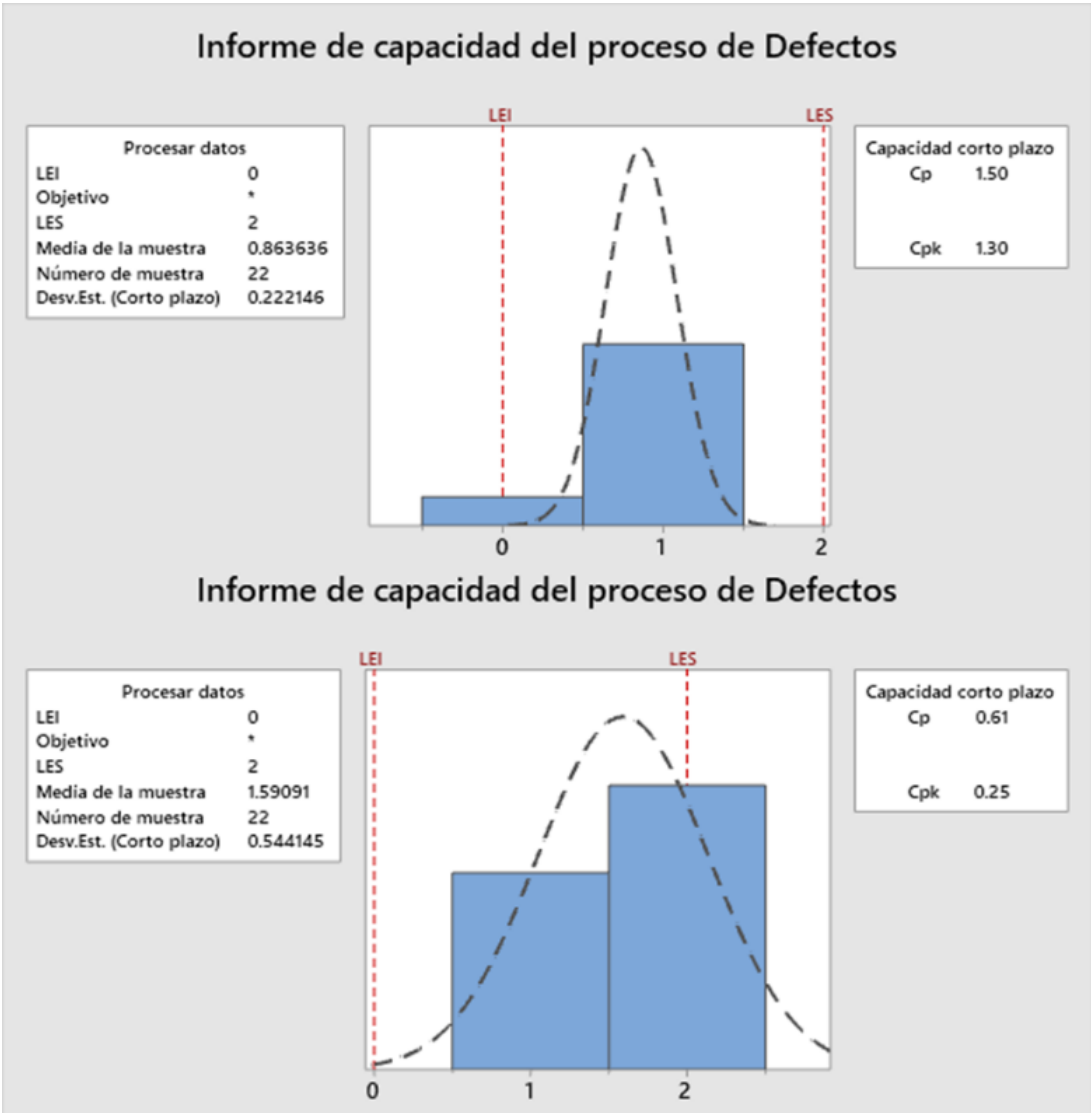 Informe de capacidad del proceso de Defectos
LEI LES
Procesar datos
LEI 0
Objetivo *
LES 2
Media de la muestra 0.863636
Número de muestra 22
Desv.Est. (Corto plazo) 0.222146
Capacidad corto plazo
Cp 1.50
Cpk 1.30
0 1 2
Informe de capacidad del proceso de Defectos
LEI LES
Procesar datos
LEI 0
Objetivo *
LES 2
Media de la muestra 1.59091
Número de muestra 22
Desv.Est. (Corto plazo) 0.544145
Capacidad corto plazo
Cp 0.61
Cpk 0.25
0 1 2